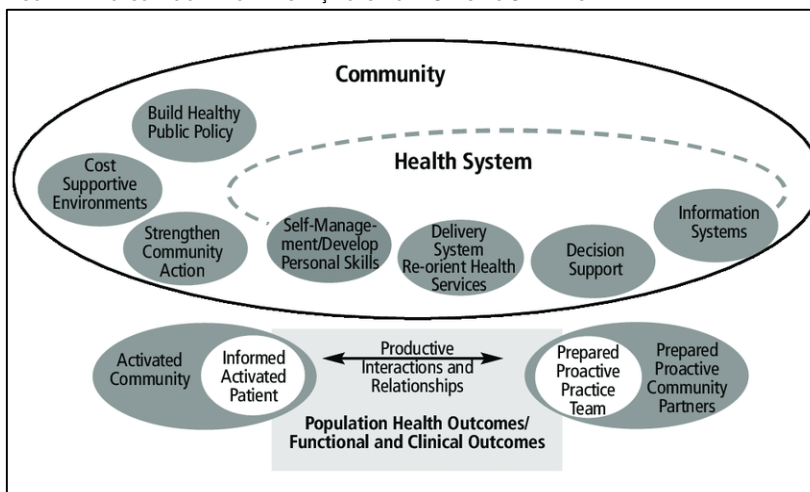 Community
Build Healthy
Public Policy
Health System
Cost
Supportive
Environments
Strengthen
Community
Action
Self-Manage-
ment/Develop
Personal Skills
Delivery
System
Re-orient Health
Services
Decision
Support
Information
Systems
Activated
Community
Informed
Activated
Patient
Productive
Interactions and
Relationships
Prepared
Proactive
Practice
Team
Prepared
Proactive
Community
Partners
Population Health Outcomes/
Functional and Clinical Outcomes